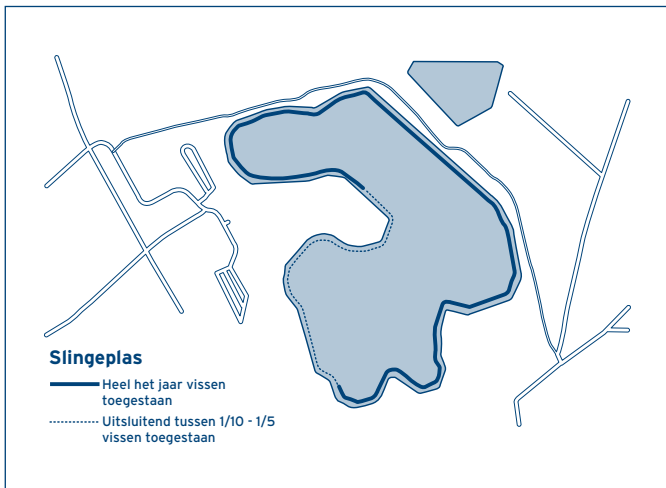 Slingeplas
Heel het jaar vissen
toegestaan
Uitsluitend tussen 1/10 - 1/5
vissen toegestaan